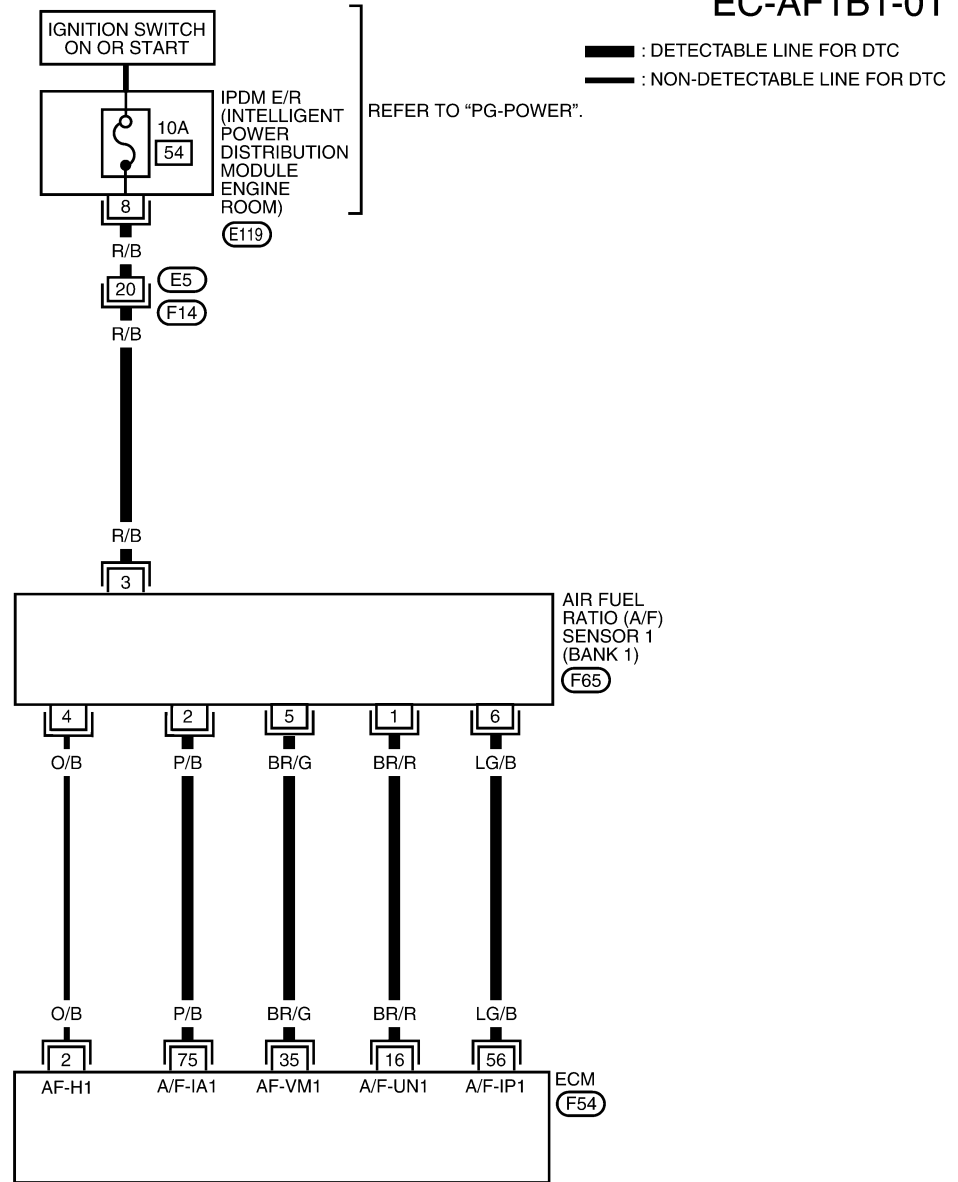 EC-AF1B1-01
IGNITION SWITCH
ON OR START
: DETECTABLE LINE FOR DTC
: NON-DETECTABLE LINE FOR DTC
IPDM E/R
(INTELLIGENT
POWER
DISTRIBUTION
MODULE
ENGINE
ROOM)
REFER TO “PG-POWER”.
10A
54
8
E119
R/B
20
E5
F14
R/B
R/B
3
AIR FUEL
RATIO (A/F)
SENSOR 1
(BANK 1)
F65
4 2 5 1 6
O/B P/B BR/G BR/R LG/B
O/B P/B BR/G BR/R LG/B
2 75 35 16 56
AF-H1 A/F-IA1 AF-VM1 A/F-UN1 A/F-IP1
ECM
F54